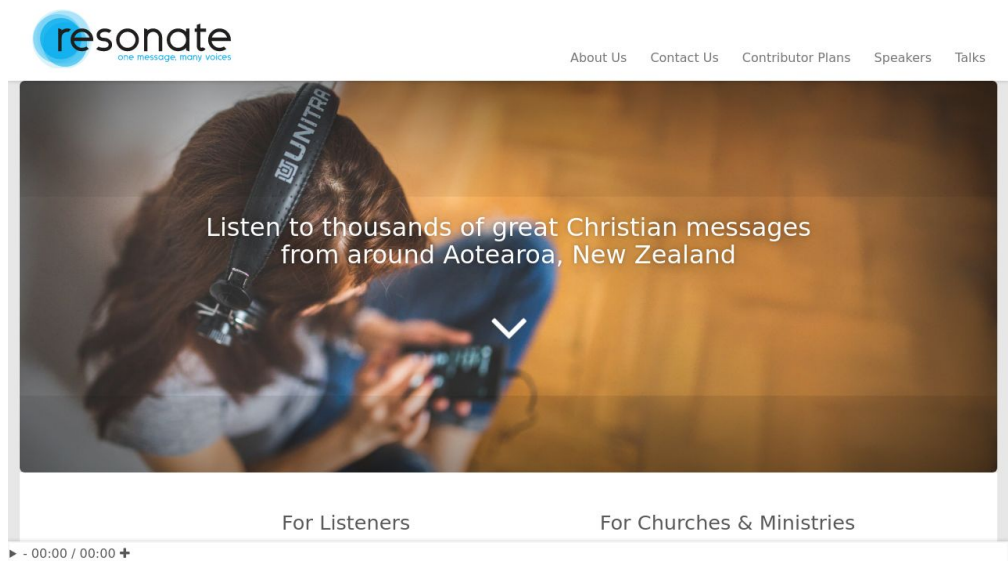 resonate
one message, many voices
About Us Contact Us Contributor Plans Speakers Talks
UNITRA
Listen to thousands of great Christian messages
from around Aotearoa, New Zealand
For Listeners For Churches & Ministries
- 00:00 / 00:00